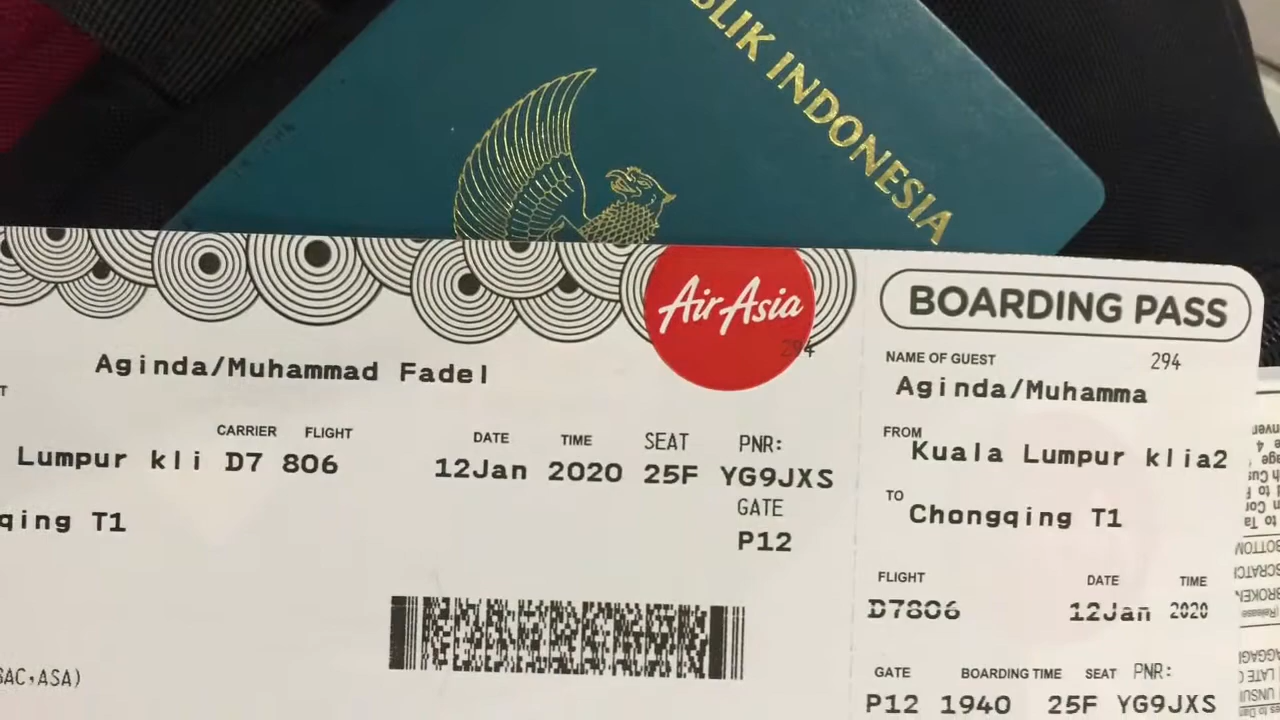 BLIK INDONESIA
AirAsia
294
BOARDING PASS
Aginda/Muhammad Fadel
CARRIER FLIGHT DATE TIME SEAT PNR:
Lumpur kli D7 806 12Jan 2020 25F YG9JXS
GATE
qing T1 P12
SAC,ASA)
NAME OF GUEST 294
Aginda/Muhamma
FROM Kuala Lumpur klia2
TO Chongqing T1
FLIGHT DATE TIME
D7806 12Jan 2020
GATE BOARDING TIME SEAT PNR:
P12 1940 25F YG9JXS